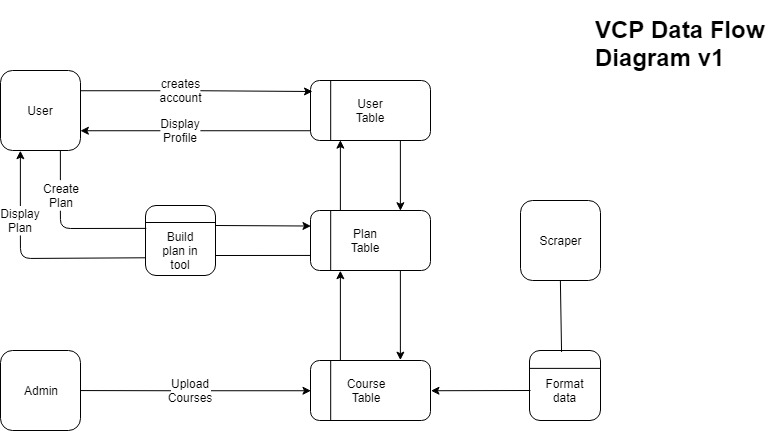 VCP Data Flow
Diagram v1
creates
account
User
User
Table
Display
Profile
Create
Plan
Display
Plan
Build
plan in
tool
Plan
Table
Scraper
Admin
Upload
Courses
Course
Table
Format
data